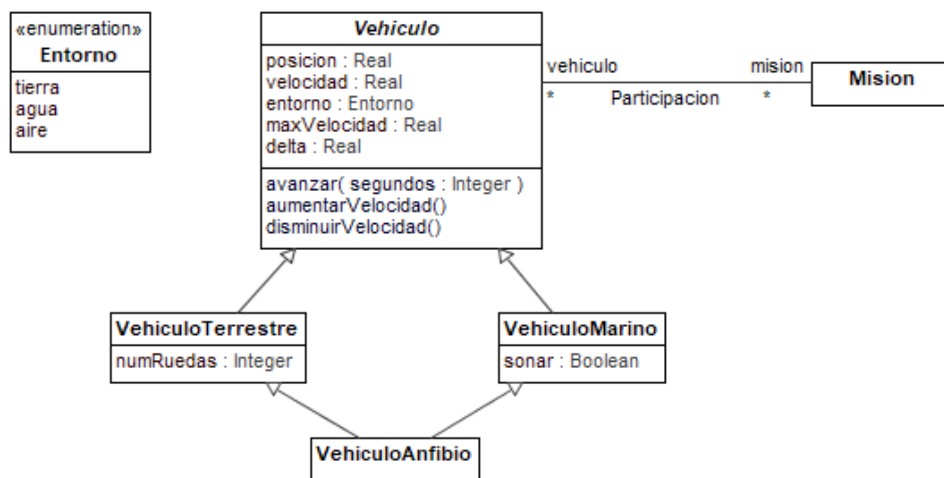 «enumeration»
Entorno
tierra
agua
aire
Vehiculo
posicion : Real
velocidad : Real
entorno : Entorno
maxVelocidad : Real
delta : Real
avanzar( segundos : Integer )
aumentarVelocidad()
disminuirVelocidad()
vehiculo mision
* Participacion *
Mision
VehiculoTerrestre
numRuedas : Integer
VehiculoMarino
sonar : Boolean
VehiculoAnfibio